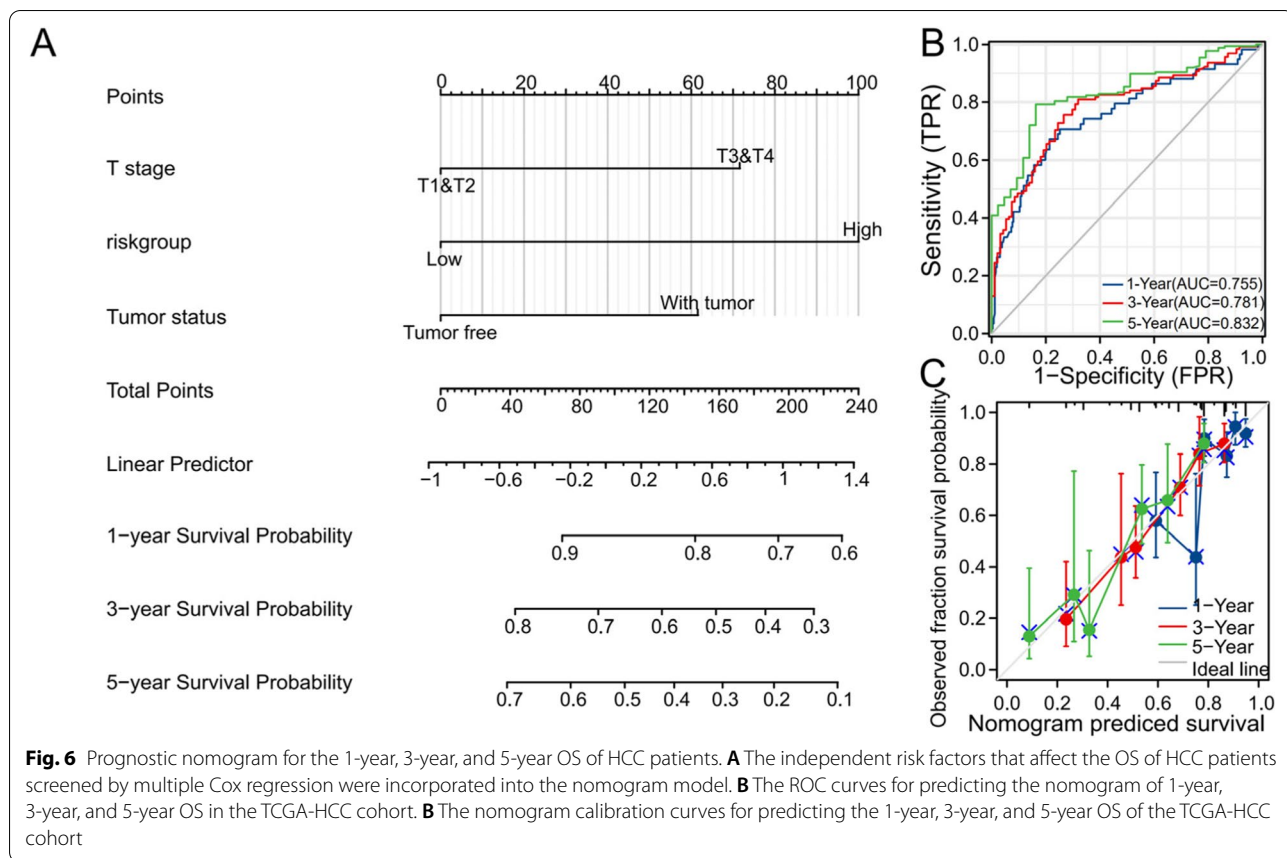 A
Points
0 20 40 60 80 100
T stage
T3&T4
T1&T2
riskgroup
High
Low
Tumor status
With tumor
Tumor free
Total Points
0 40 80 120 160 200 240
Linear Predictor
−1 −0.6 −0.2 0.2 0.6 1 1.4
1−year Survival Probability
0.9 0.8 0.7 0.6
3−year Survival Probability
0.8 0.7 0.6 0.5 0.4 0.3
5−year Survival Probability
0.7 0.6 0.5 0.4 0.3 0.2 0.1
B
Sensitivity (TPR)
1.0
0.8
0.6
0.4
0.2
0.0
1-Year(AUC=0.755)
3-Year(AUC=0.781)
5-Year(AUC=0.832)
0.0 0.2 0.4 0.6 0.8 1.0
1−Specificity (FPR)
C
Observed fraction survival probability
1.0
0.8
0.6
0.4
0.2
0.0
1-Year
3-Year
5-Year
Ideal line
0.0 0.2 0.4 0.6 0.8 1.0
Nomogram prediced survival
Fig. 6 Prognostic nomogram for the 1-year, 3-year, and 5-year OS of HCC patients. A The independent risk factors that affect the OS of HCC patients
screened by multiple Cox regression were incorporated into the nomogram model. B The ROC curves for predicting the nomogram of 1-year,
3-year, and 5-year OS in the TCGA-HCC cohort. B The nomogram calibration curves for predicting the 1-year, 3-year, and 5-year OS of the TCGA-HCC
cohort